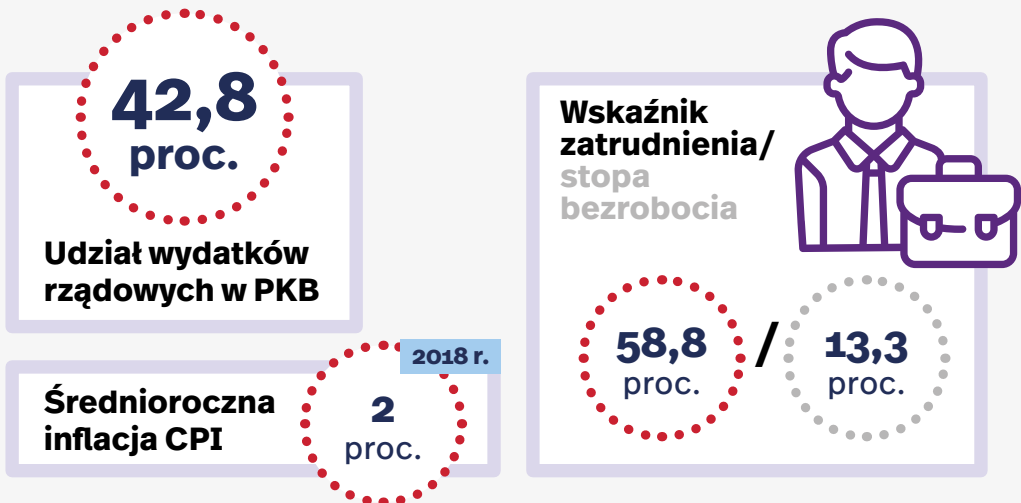 42,8
proc.
Udział wydatków
rządowych w PKB
2018 r.
Średnioroczna
inflacja CPI
2
proc.
Wskaźnik
zatrudnienia/
stopa
bezrobocia
58,8
proc.
/
13,3
proc.